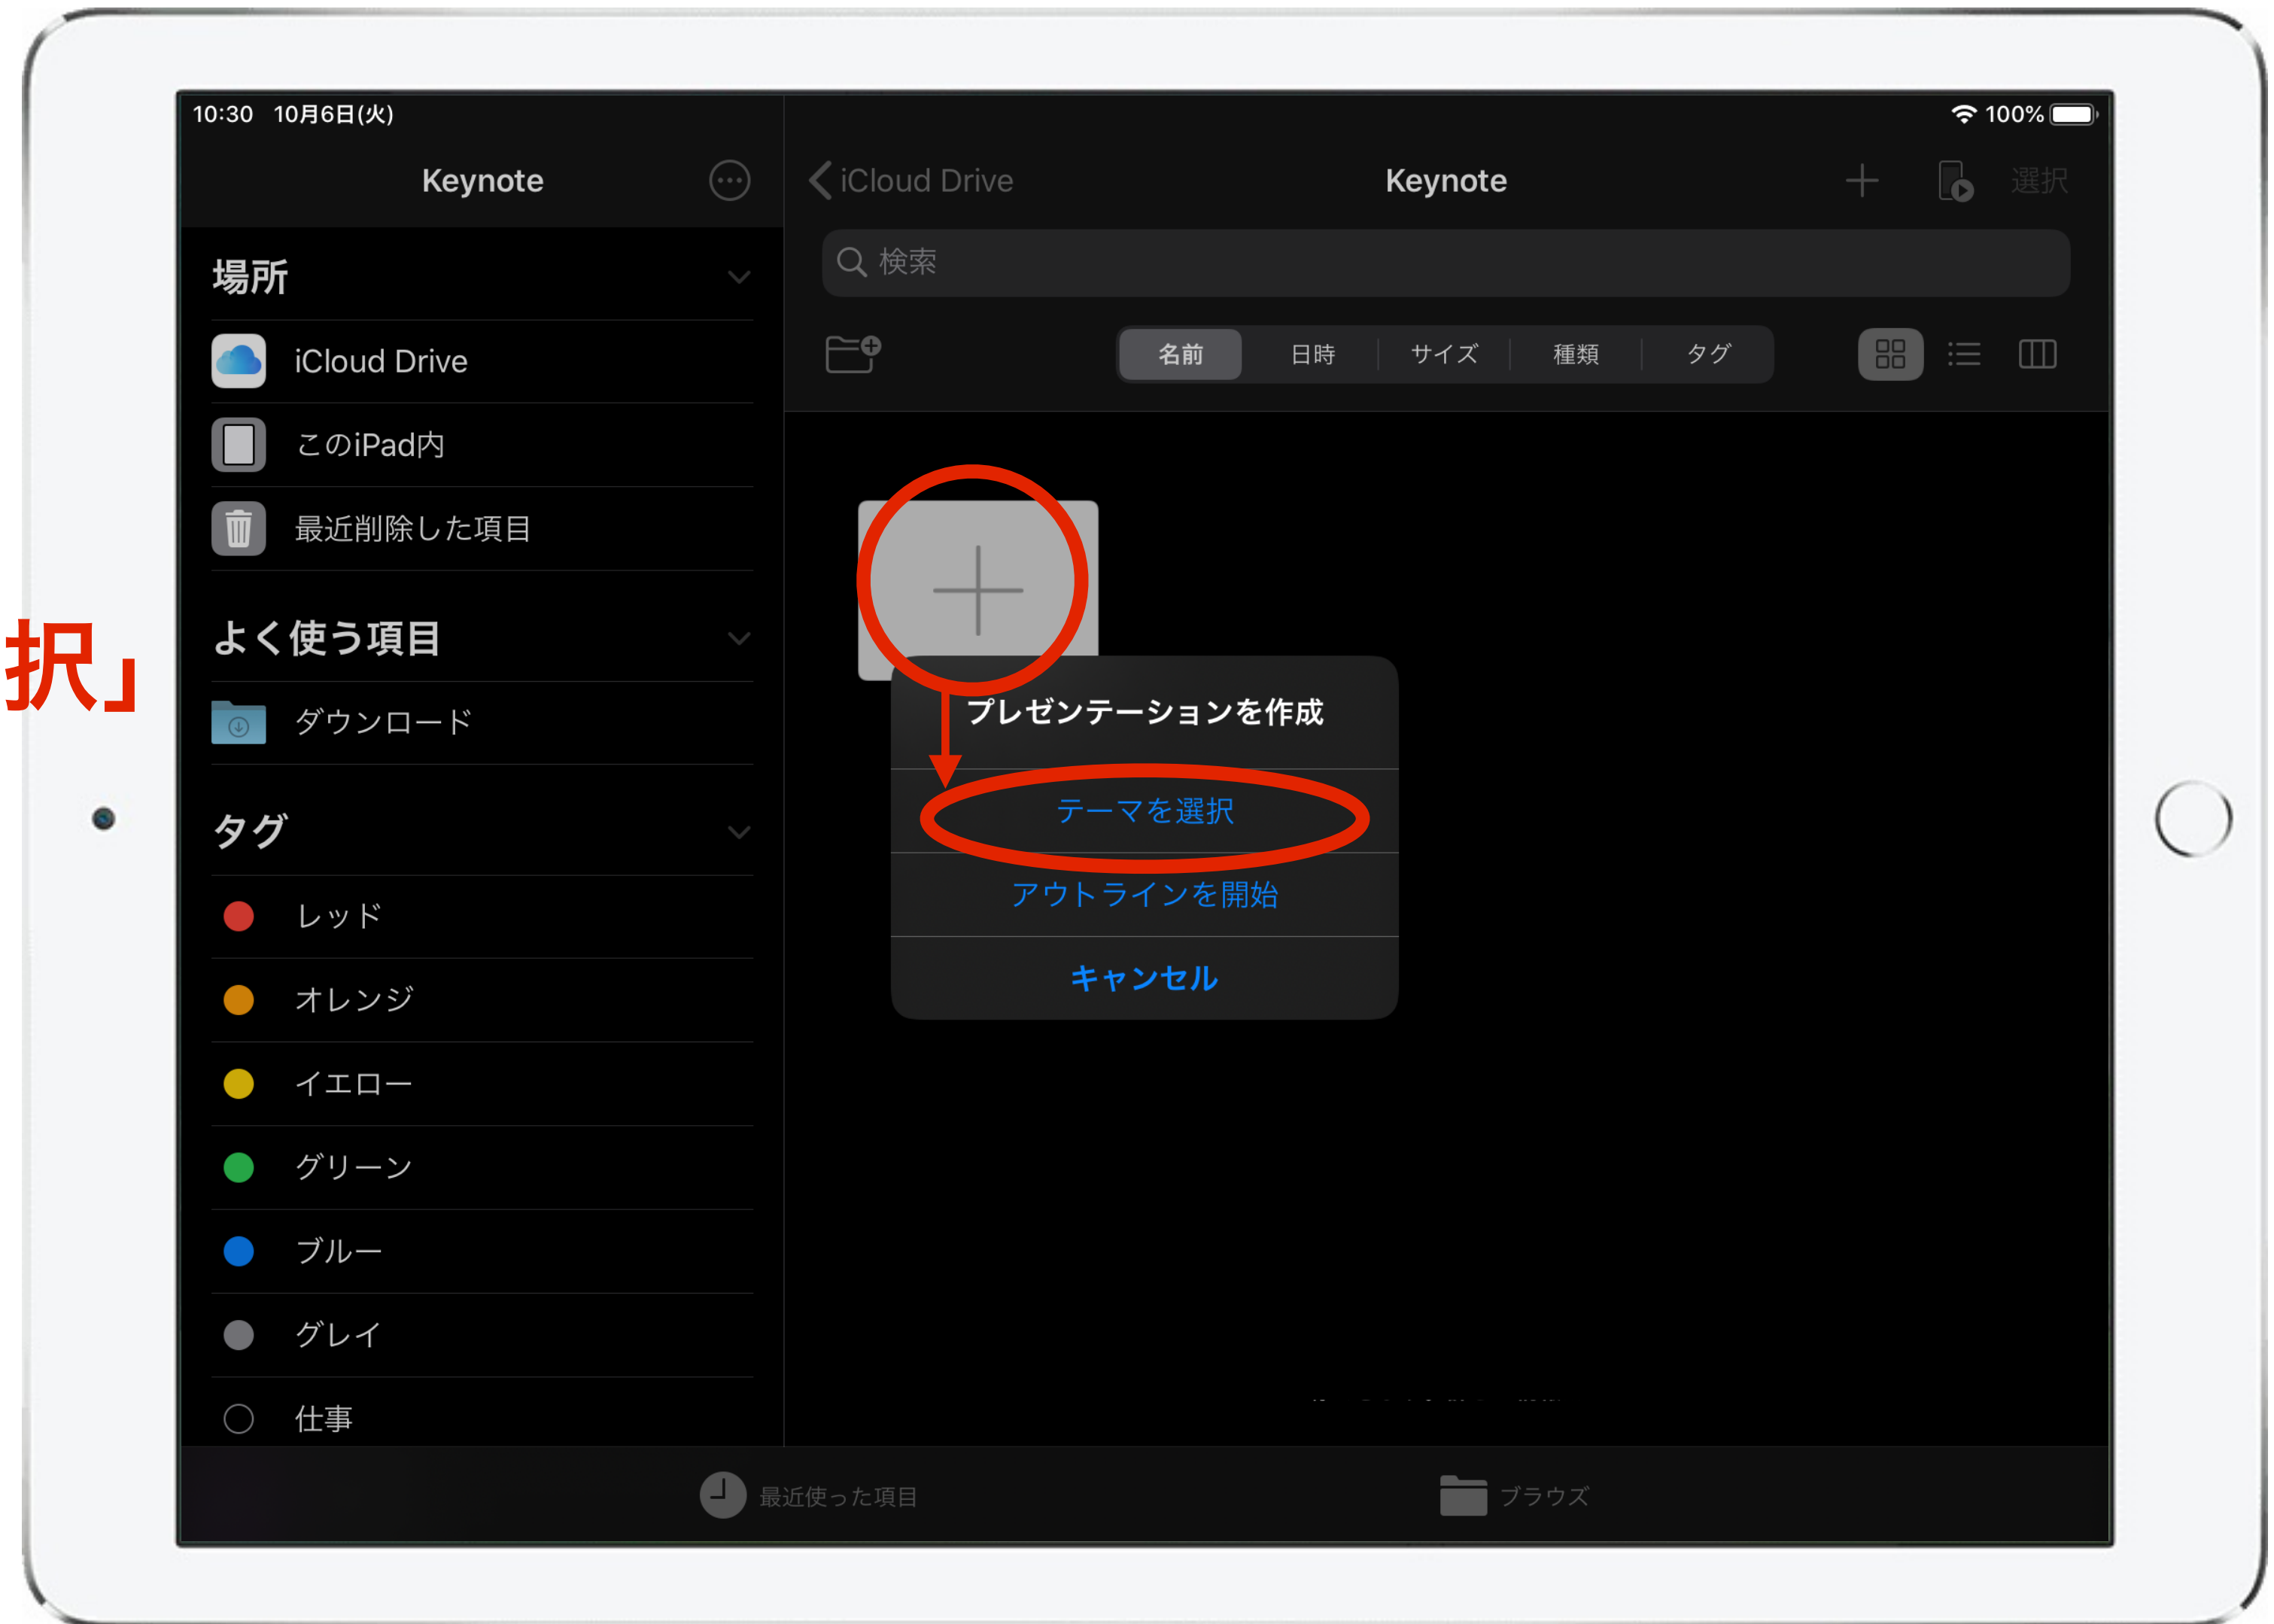 10:30 10月6日(火)
100%
Keynote
iCloud Drive
Keynote
選択
検索
場所
名前 日時 サイズ 種類 タグ
iCloud Drive
このiPad内
最近削除した項目
よく使う項目
択」
ダウンロード
プレゼンテーションを作成
テーマを選択
アウトラインを開始
キャンセル
タグ
レッド
オレンジ
イエロー
グリーン
ブルー
グレイ
仕事
最近使った項目
ブラウズ